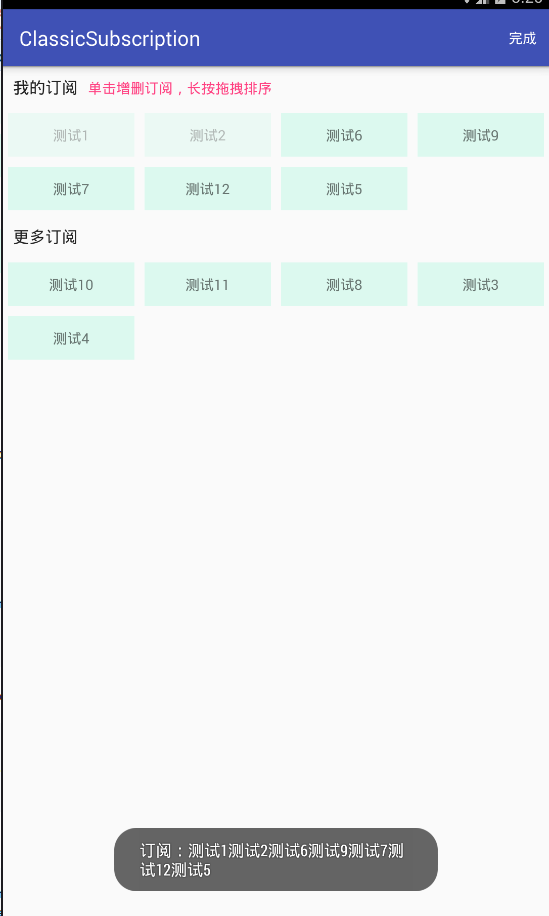 ClassicSubscription 完成
我的订阅 单击增删订阅，长按拖拽排序
测试1 测试2 测试6 测试9
测试7 测试12 测试5
更多订阅
测试10 测试11 测试8 测试3
测试4
订阅：测试1测试2测试6测试9测试7测
试12测试5